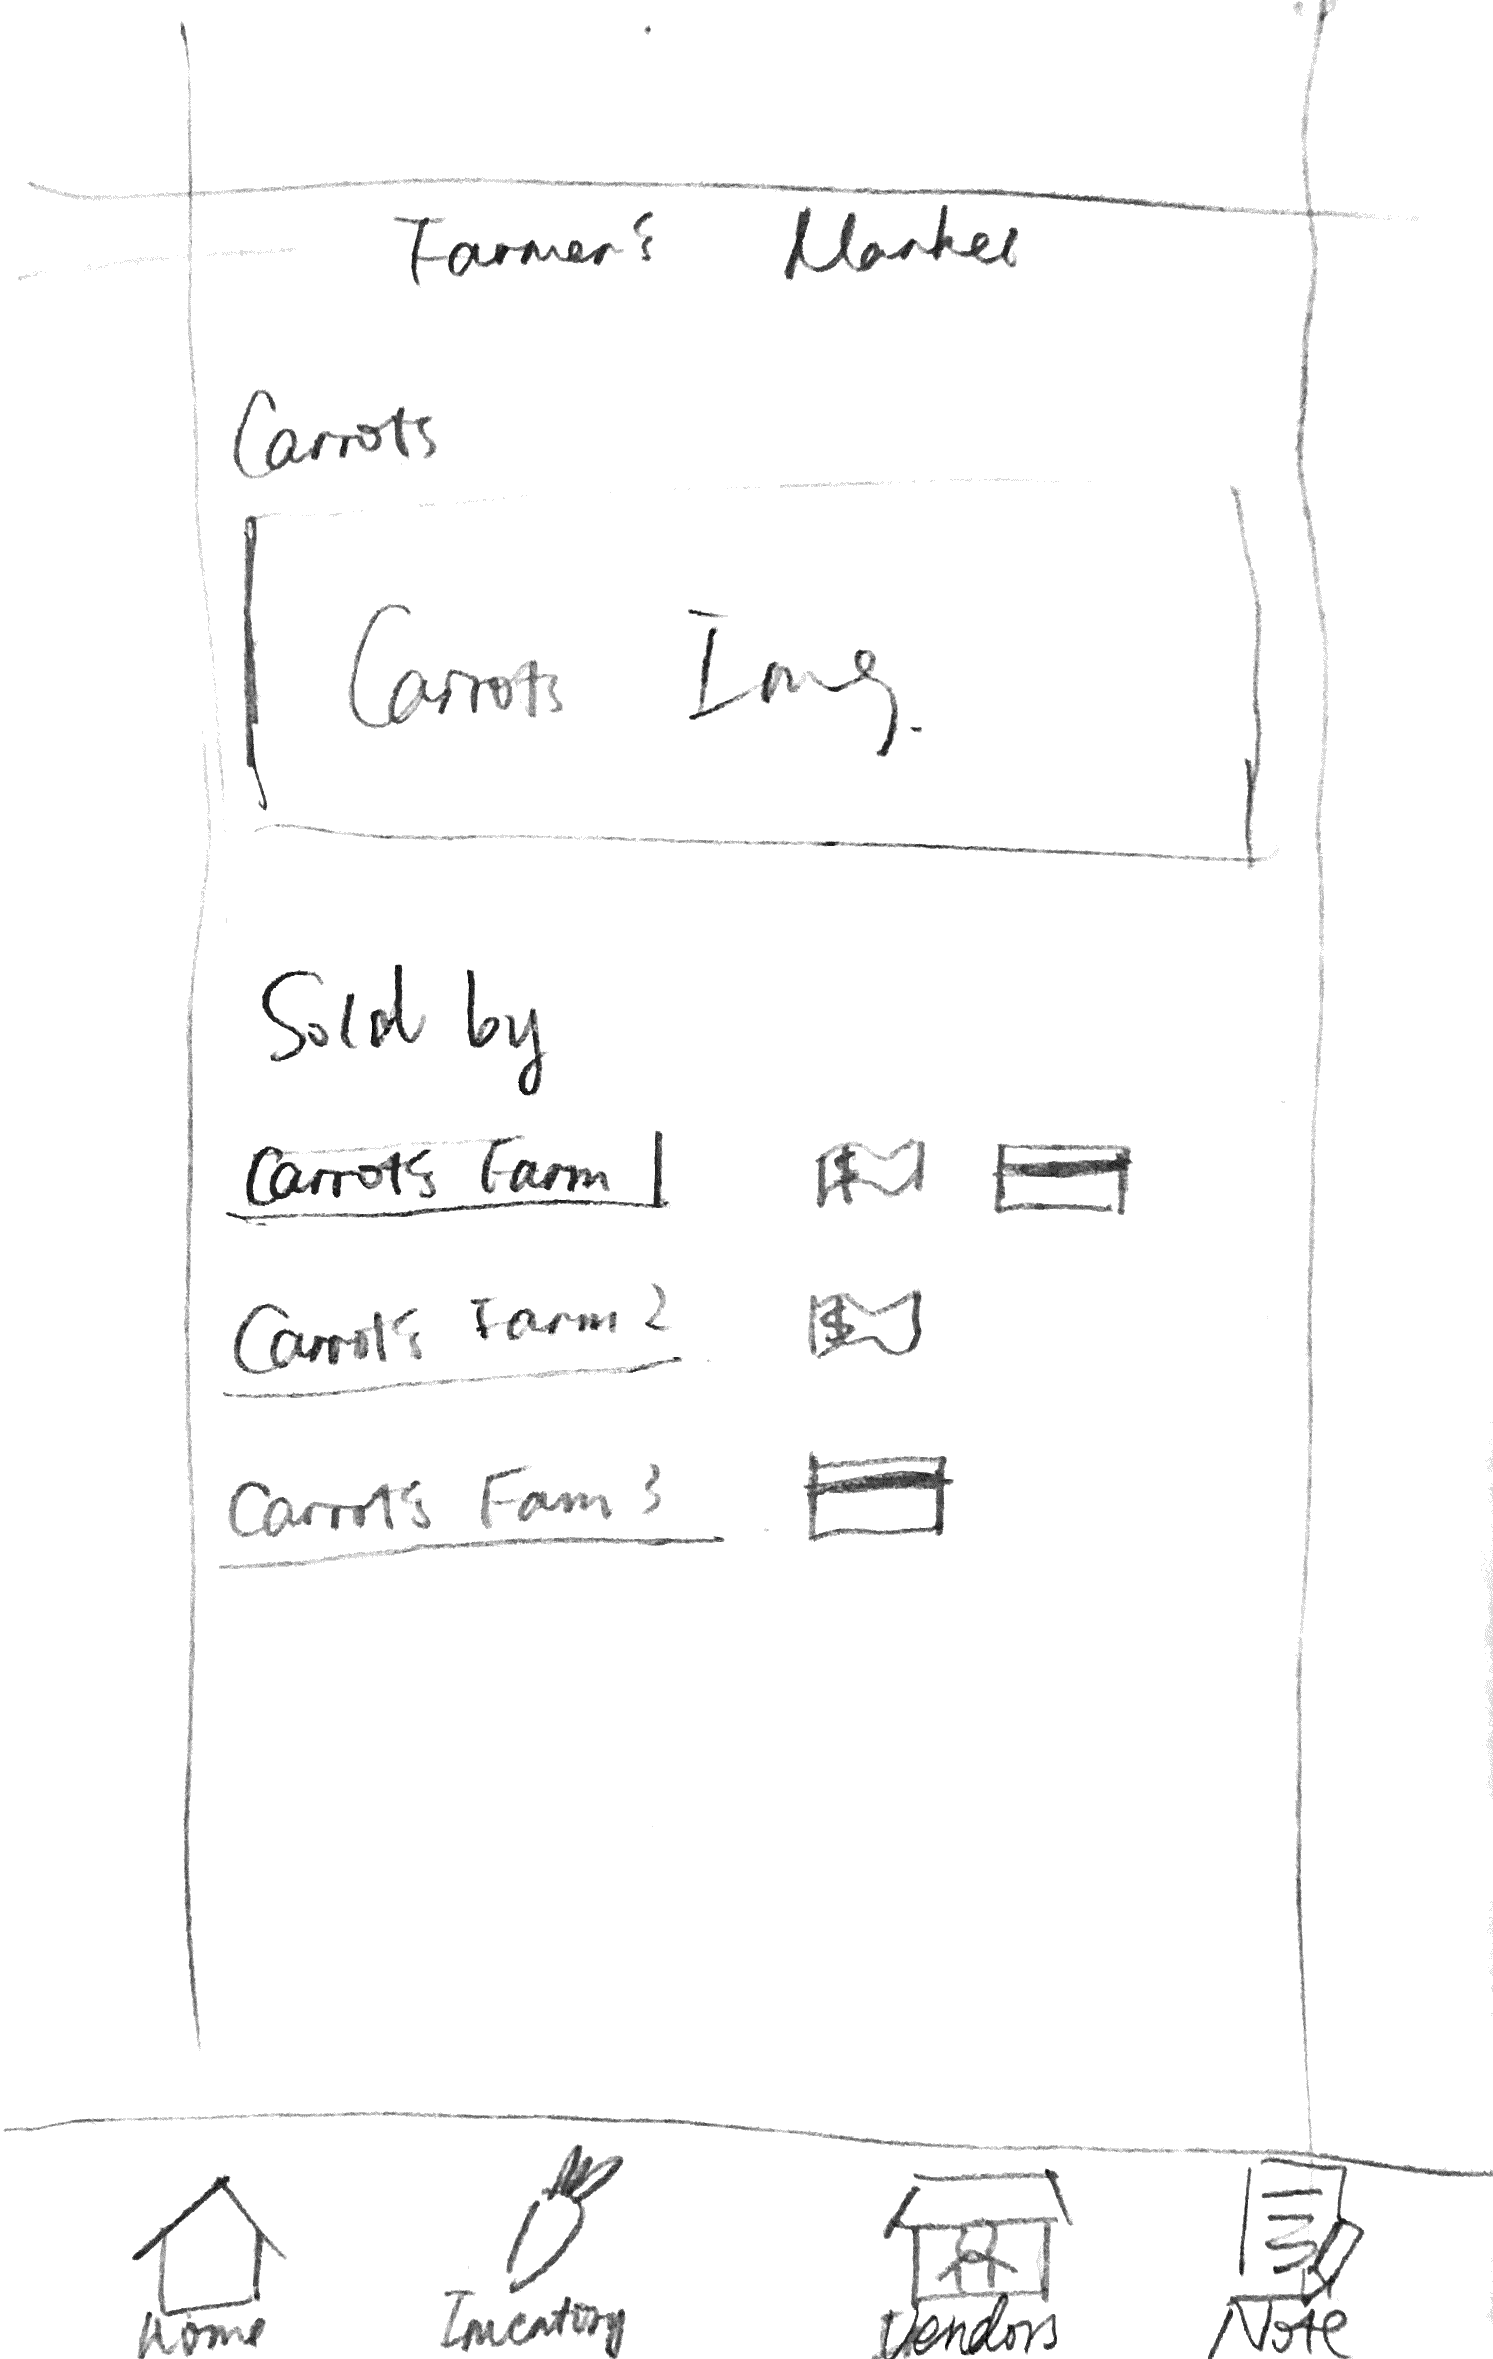 Farmer's Market
Carrots
Carrots Img.
Sold by
Carrots Farm 1
Carrots Farm 2
Carrots Farm 3
Home Inventory Vendors Note